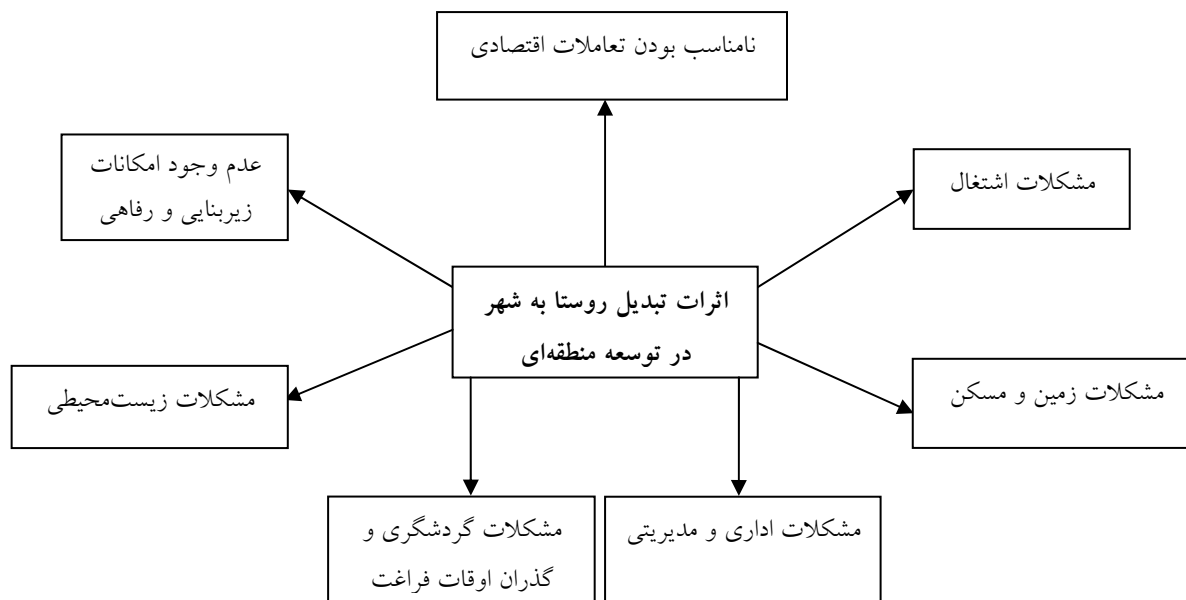 نامناسب بودن تعاملات اقتصادی
مشکلات اشتغال
عدم وجود امکانات
زیربنایی و رفاهی
اثرات تبدیل روستا به شهر
در توسعه منطقه‌ای
مشکلات زمین و مسکن
مشکلات زیست‌محیطی
مشکلات اداری و مدیریتی
مشکلات گردشگری و
گذران اوقات فراغت